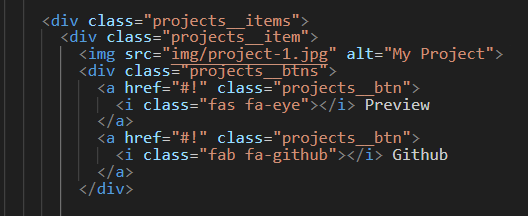 <div class="projects__items">
<div class="projects__item">
<img src="img/project-1.jpg" alt="My Project">
<div class="projects__btns">
<a href="#!" class="projects__btn">
<i class="fas fa-eye"></i> Preview
</a>
<a href="#!" class="projects__btn">
<i class="fab fa-github"></i> Github
</a>
</div>